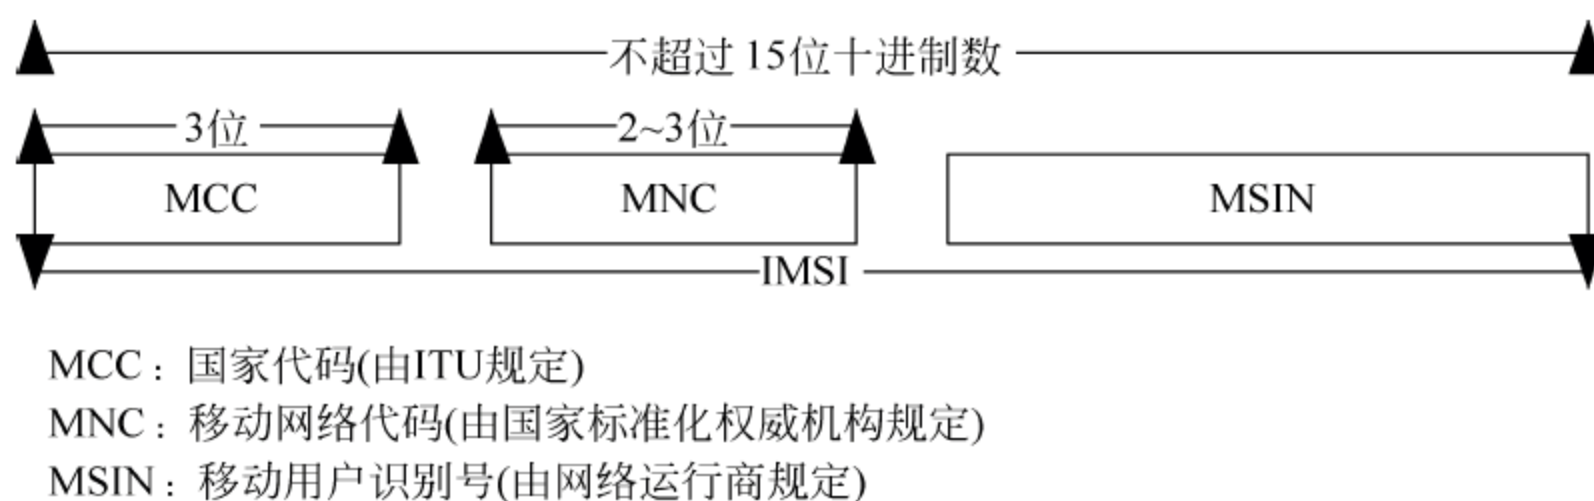 不超过 15位十进制数
3位 2~3位
MCC MNC MSIN
IMSI
MCC：国家代码(由ITU规定)
MNC：移动网络代码(由国家标准化权威机构规定)
MSIN：移动用户识别号(由网络运行商规定)